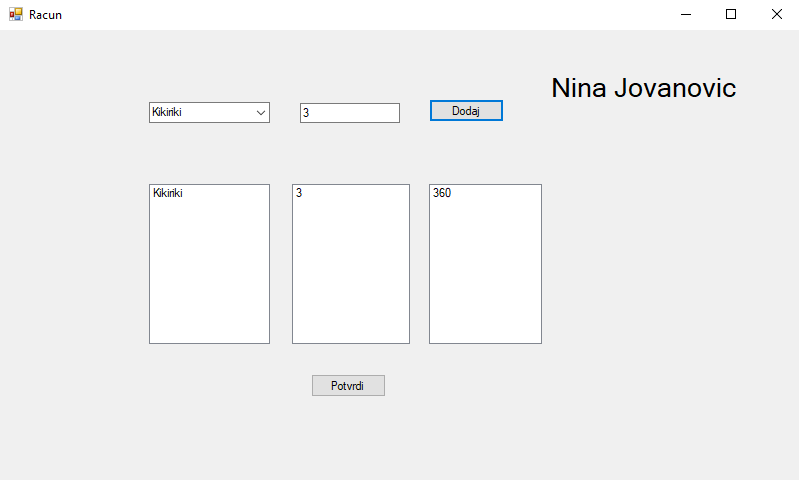 Racun
Nina Jovanovic
Kikiriki 3 Dodaj
Kikiriki 3 360
Potvrdi